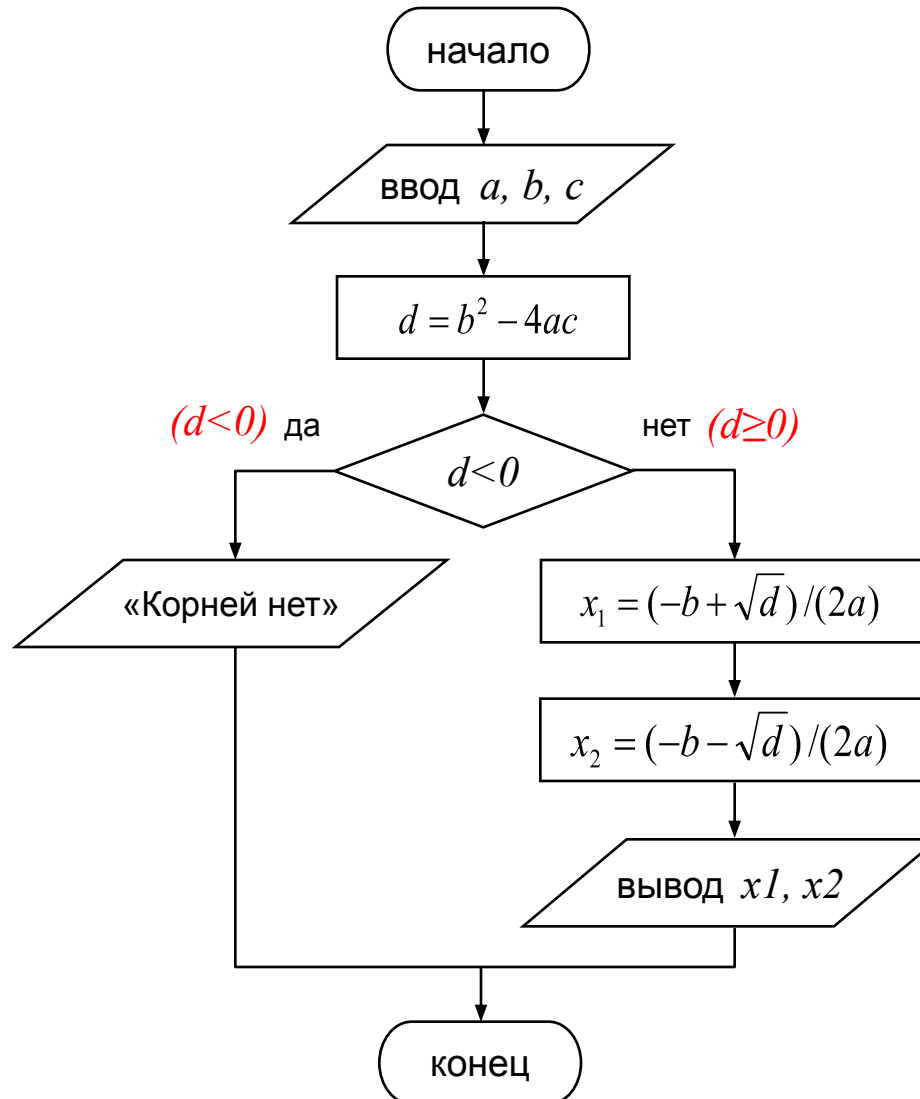 начало
ввод a, b, c
d = b² − 4ac
(d<0) да
нет (d≥0)
d<0
«Корней нет»
x₁ = (−b + √d)/(2a)
x₂ = (−b − √d)/(2a)
вывод x1, x2
конец